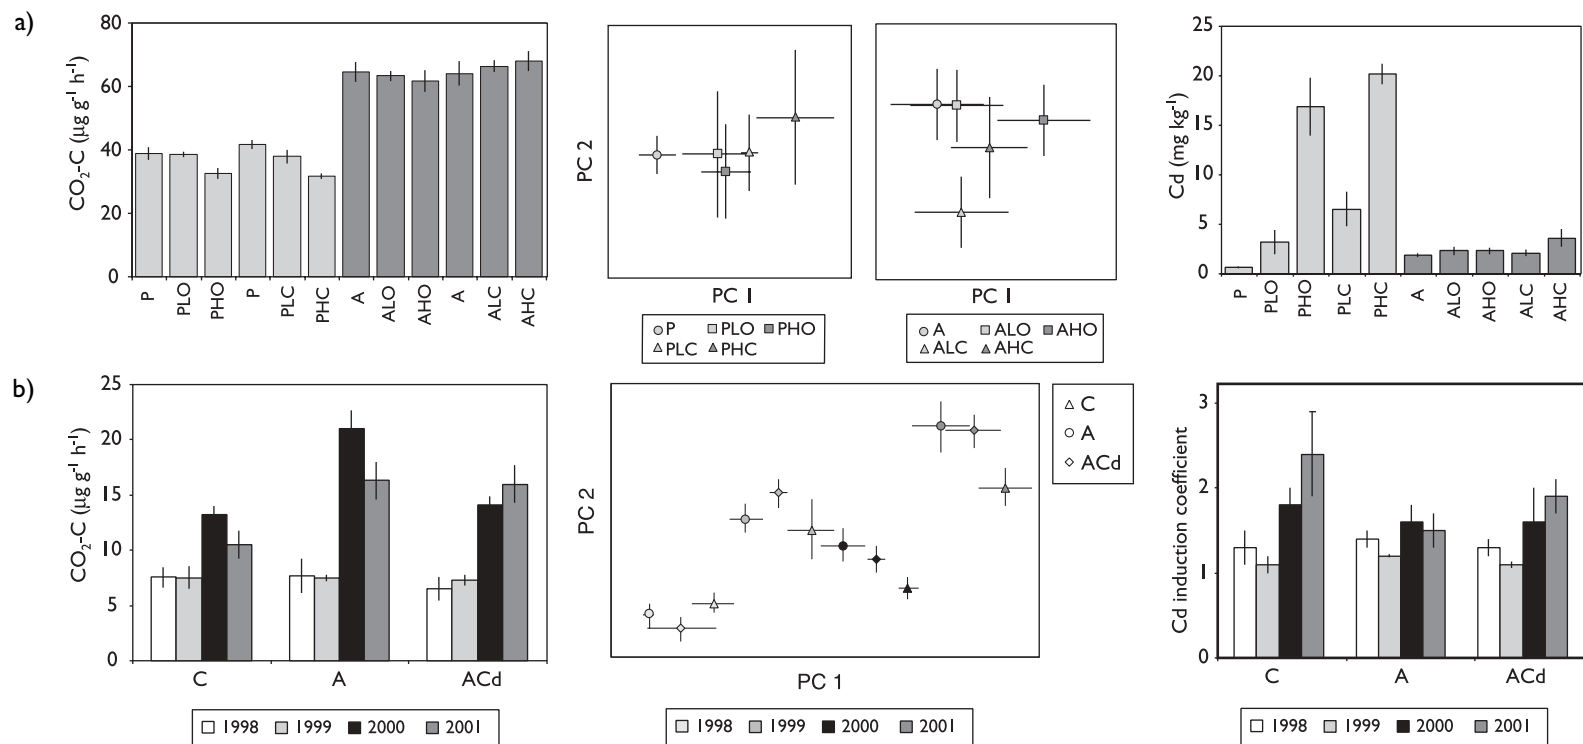 a)
CO₂-C (µg g⁻¹ h⁻¹)
80
60
40
20
0
P
PLO
PHO
P
PLC
PHC
A
ALO
AHO
A
ALC
AHC
PC 2
PC 1
P PLO PHO
PLC PHC
PC 1
A ALO AHO
ALC AHC
Cd (mg kg⁻¹)
25
20
15
10
5
0
P
PLO
PHO
PLC
PHC
A
ALO
AHO
ALC
AHC
b)
CO₂-C (µg g⁻¹ h⁻¹)
25
20
15
10
5
0
C A ACd
1998 1999 2000 2001
PC 2
PC 1
C
A
ACd
1998 1999 2000 2001
Cd induction coefficient
3
2
1
0
C A ACd
1998 1999 2000 2001